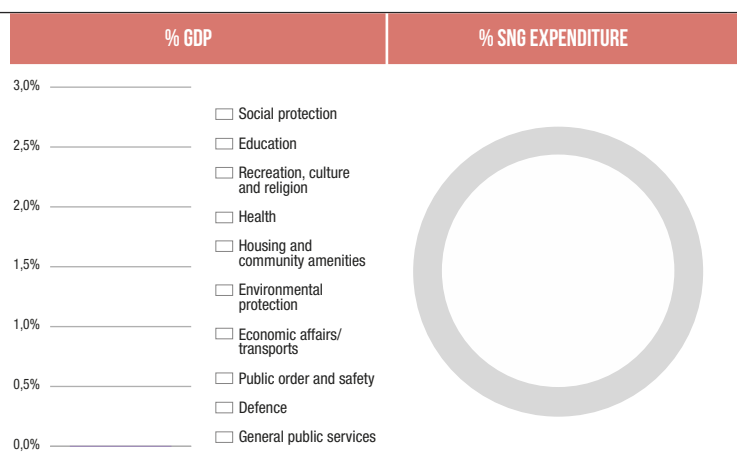 % GDP
% SNG EXPENDITURE
3,0%
2,5%
2,0%
1,5%
1,0%
0,5%
0,0%
Social protection
Education
Recreation, culture
and religion
Health
Housing and
community amenities
Environmental
protection
Economic affairs/
transports
Public order and safety
Defence
General public services